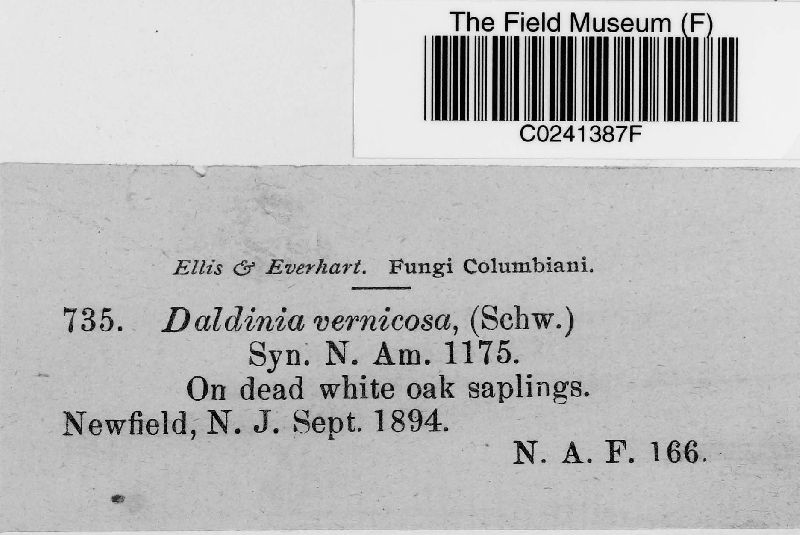 The Field Museum (F)
C0241387F
Ellis & Everhart. Fungi Columbiani.
735. Daldinia vernicosa, (Schw.)
Syn. N. Am. 1175.
On dead white oak saplings.
Newfield, N. J. Sept. 1894.
N. A. F. 166.